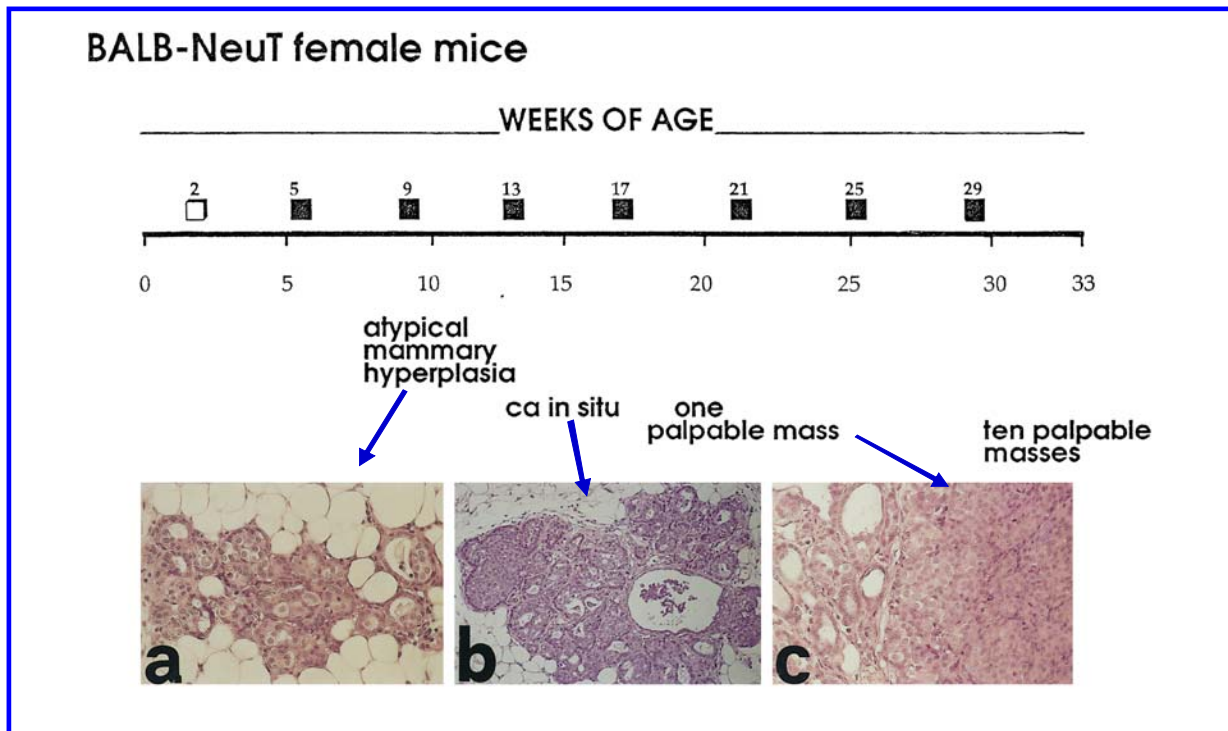 BALB-NeuT female mice
WEEKS OF AGE
2 5 9 13 17 21 25 29
0 5 10 15 20 25 30 33
atypical
mammary
hyperplasia
ca in situ
one
palpable mass
ten palpable
masses
a b c